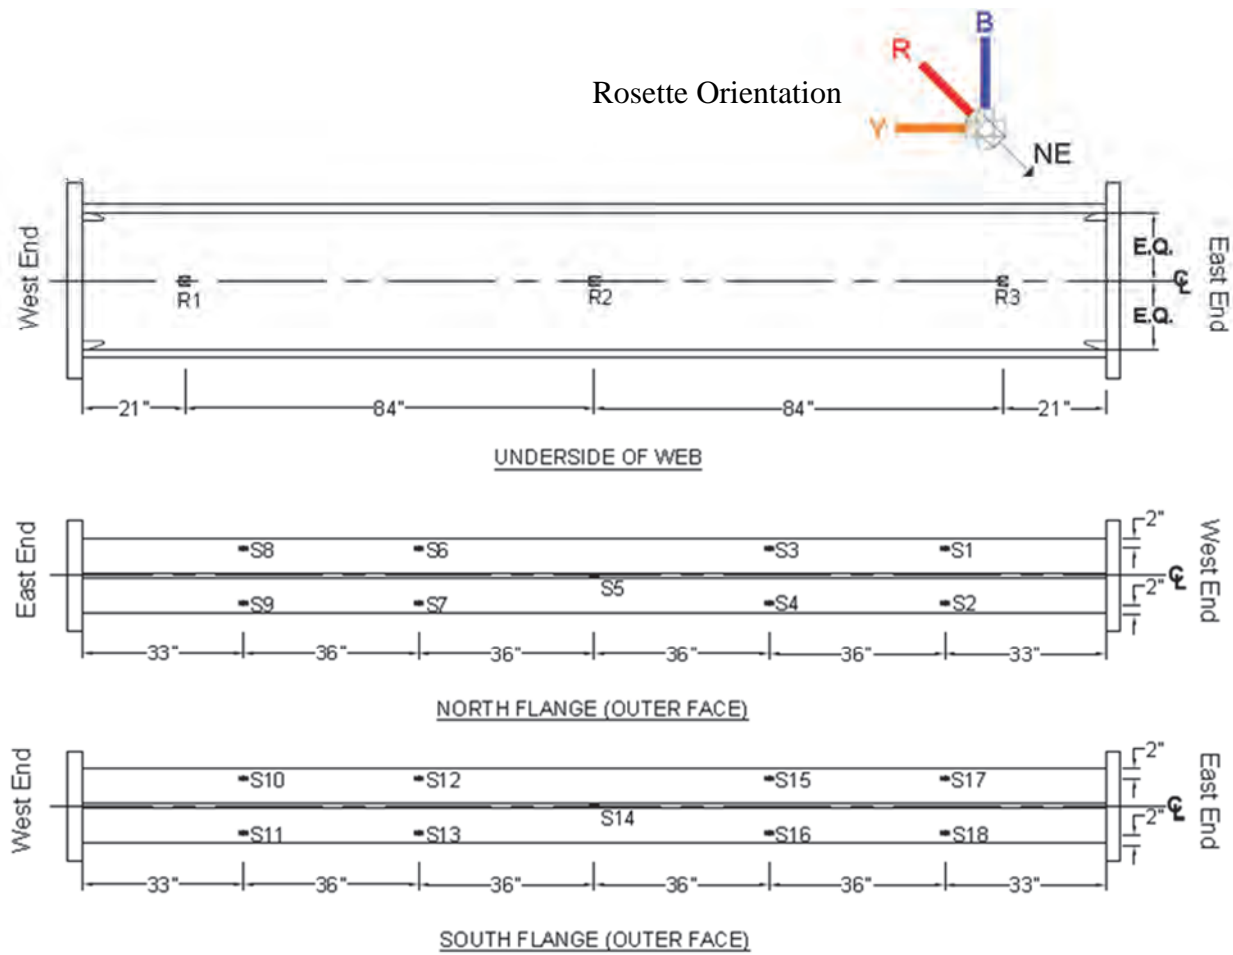 B
R
Rosette Orientation
Y
NE
West End
E.Q.
East End
R1
R2
R3
℄
E.Q.
21"
84"
84"
21"
UNDERSIDE OF WEB
East End
S8
S6
S3
S1
2"
West End
S5
℄
S9
S7
S4
S2
2"
33"
36"
36"
36"
36"
33"
NORTH FLANGE (OUTER FACE)
West End
S10
S12
S15
S17
2"
East End
S14
℄
S11
S13
S16
S18
2"
33"
36"
36"
36"
36"
33"
SOUTH FLANGE (OUTER FACE)